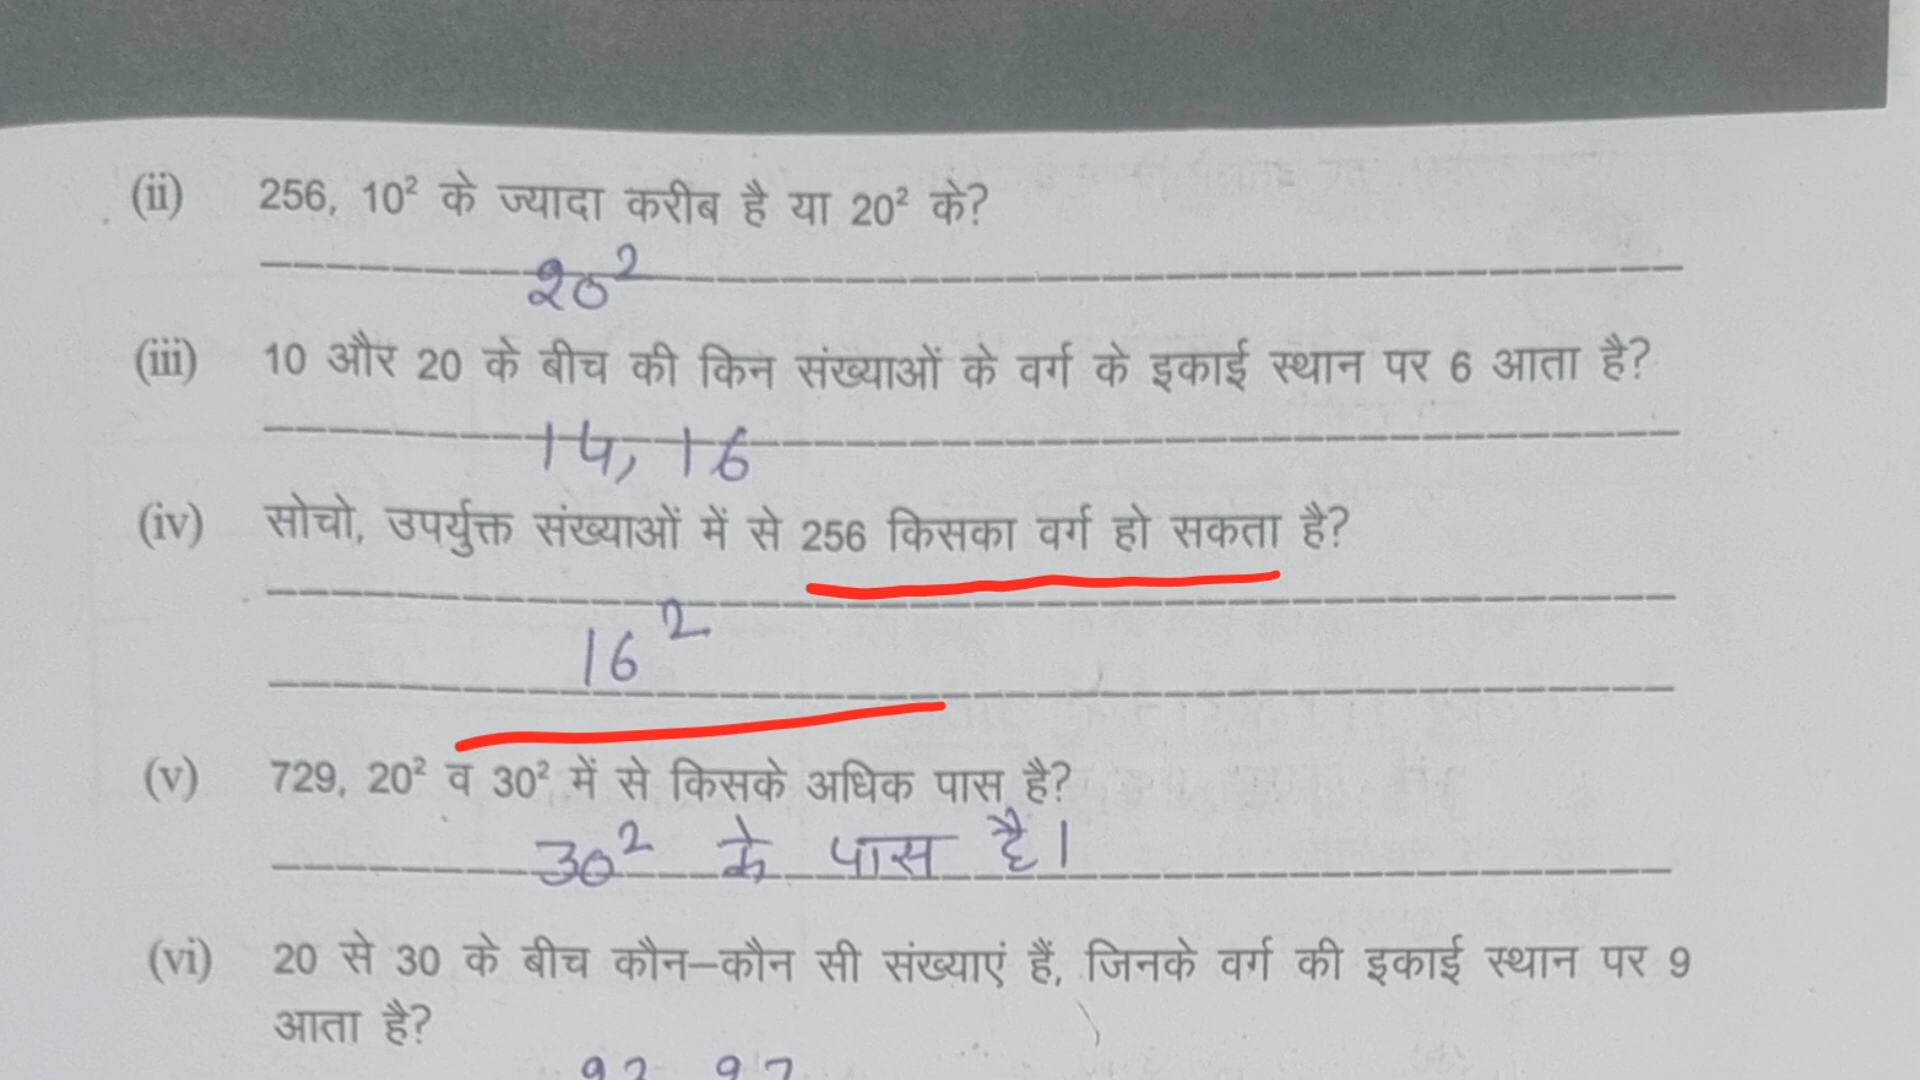 (ii) 256, 10² के ज्यादा करीब है या 20² के?
20²
(iii) 10 और 20 के बीच की किन संख्याओं के वर्ग के इकाई स्थान पर 6 आता है?
14, 16
(iv) सोचो, उपर्युक्त संख्याओं में से 256 किसका वर्ग हो सकता है?
16²
(v) 729, 20² व 30² में से किसके अधिक पास है?
30² के पास है।
(vi) 20 से 30 के बीच कौन–कौन सी संख्याएं हैं, जिनके वर्ग की इकाई स्थान पर 9
आता है?